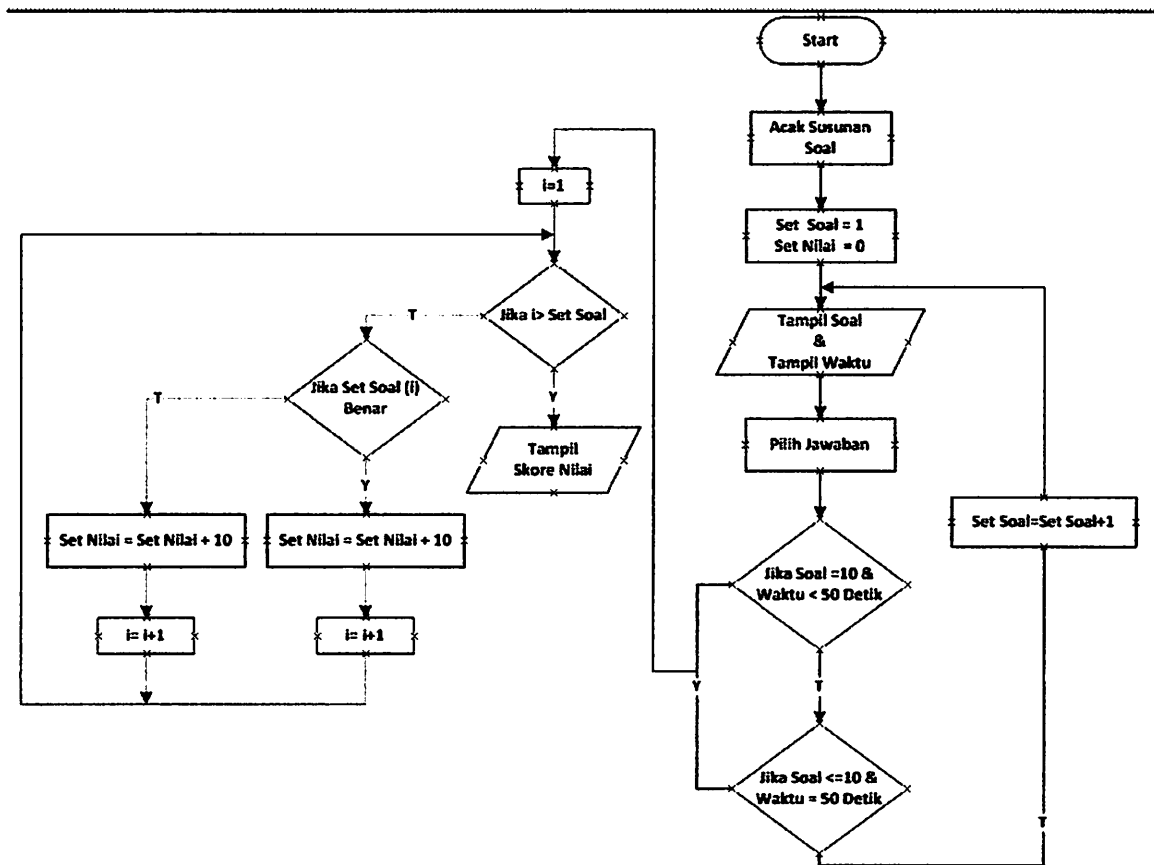 Start
Acak Susunan
Soal
Set Soal = 1
Set Nilai = 0
Tampil Soal
&
Tampil Waktu
Pilih Jawaban
Jika Soal =10 &
Waktu < 50 Detik
Y
T
Jika Soal <=10 &
Waktu = 50 Detik
T
Set Soal=Set Soal+1
i=1
Jika i> Set Soal
T
Y
Tampil
Skore Nilai
Jika Set Soal (i)
Benar
T
Y
Set Nilai = Set Nilai + 10
Set Nilai = Set Nilai + 10
i= i+1
i= i+1